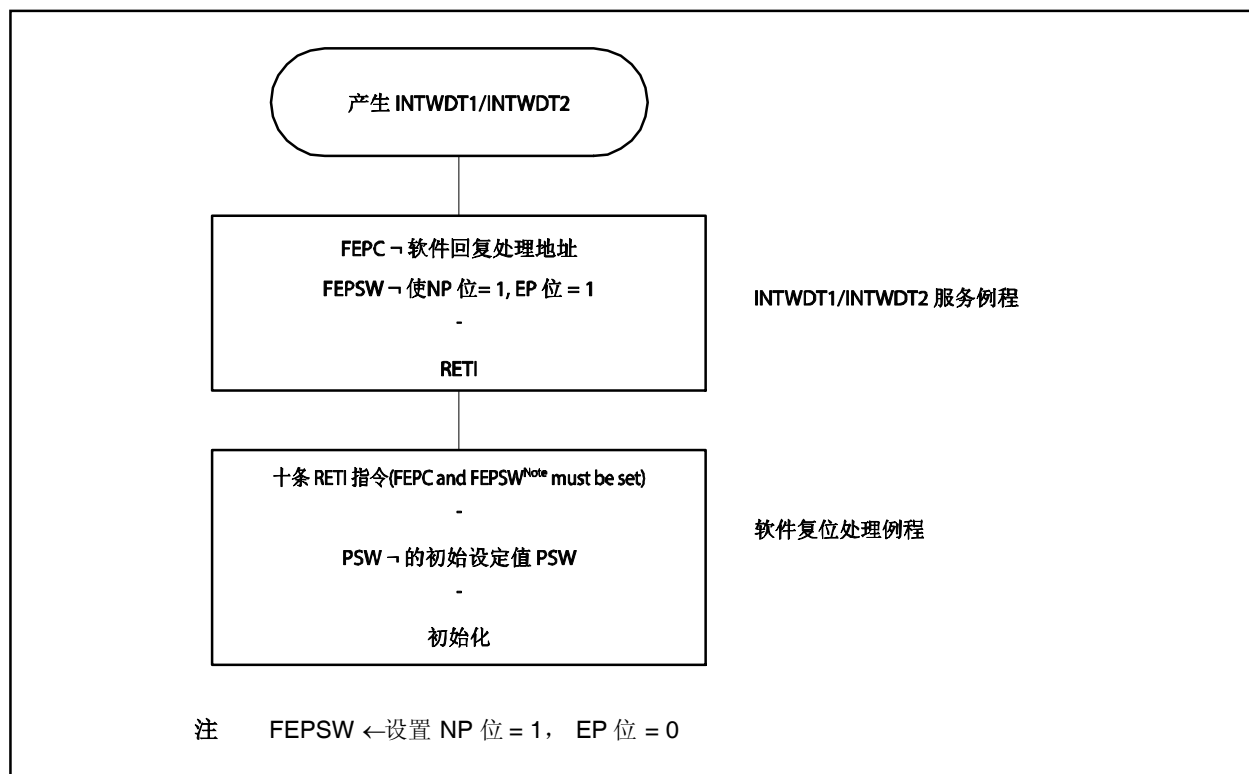 产生 INTWDT1/INTWDT2
FEPC ¬ 软件回复处理地址
FEPSW ¬ 使NP 位= 1, EP 位 = 1
-
RETI
INTWDT1/INTWDT2 服务例程
十条 RETI 指令(FEPC and FEPSWNote must be set)
-
PSW ¬ 的初始设定值 PSW
-
初始化
软件复位处理例程
注 FEPSW ←设置 NP 位 = 1， EP 位 = 0